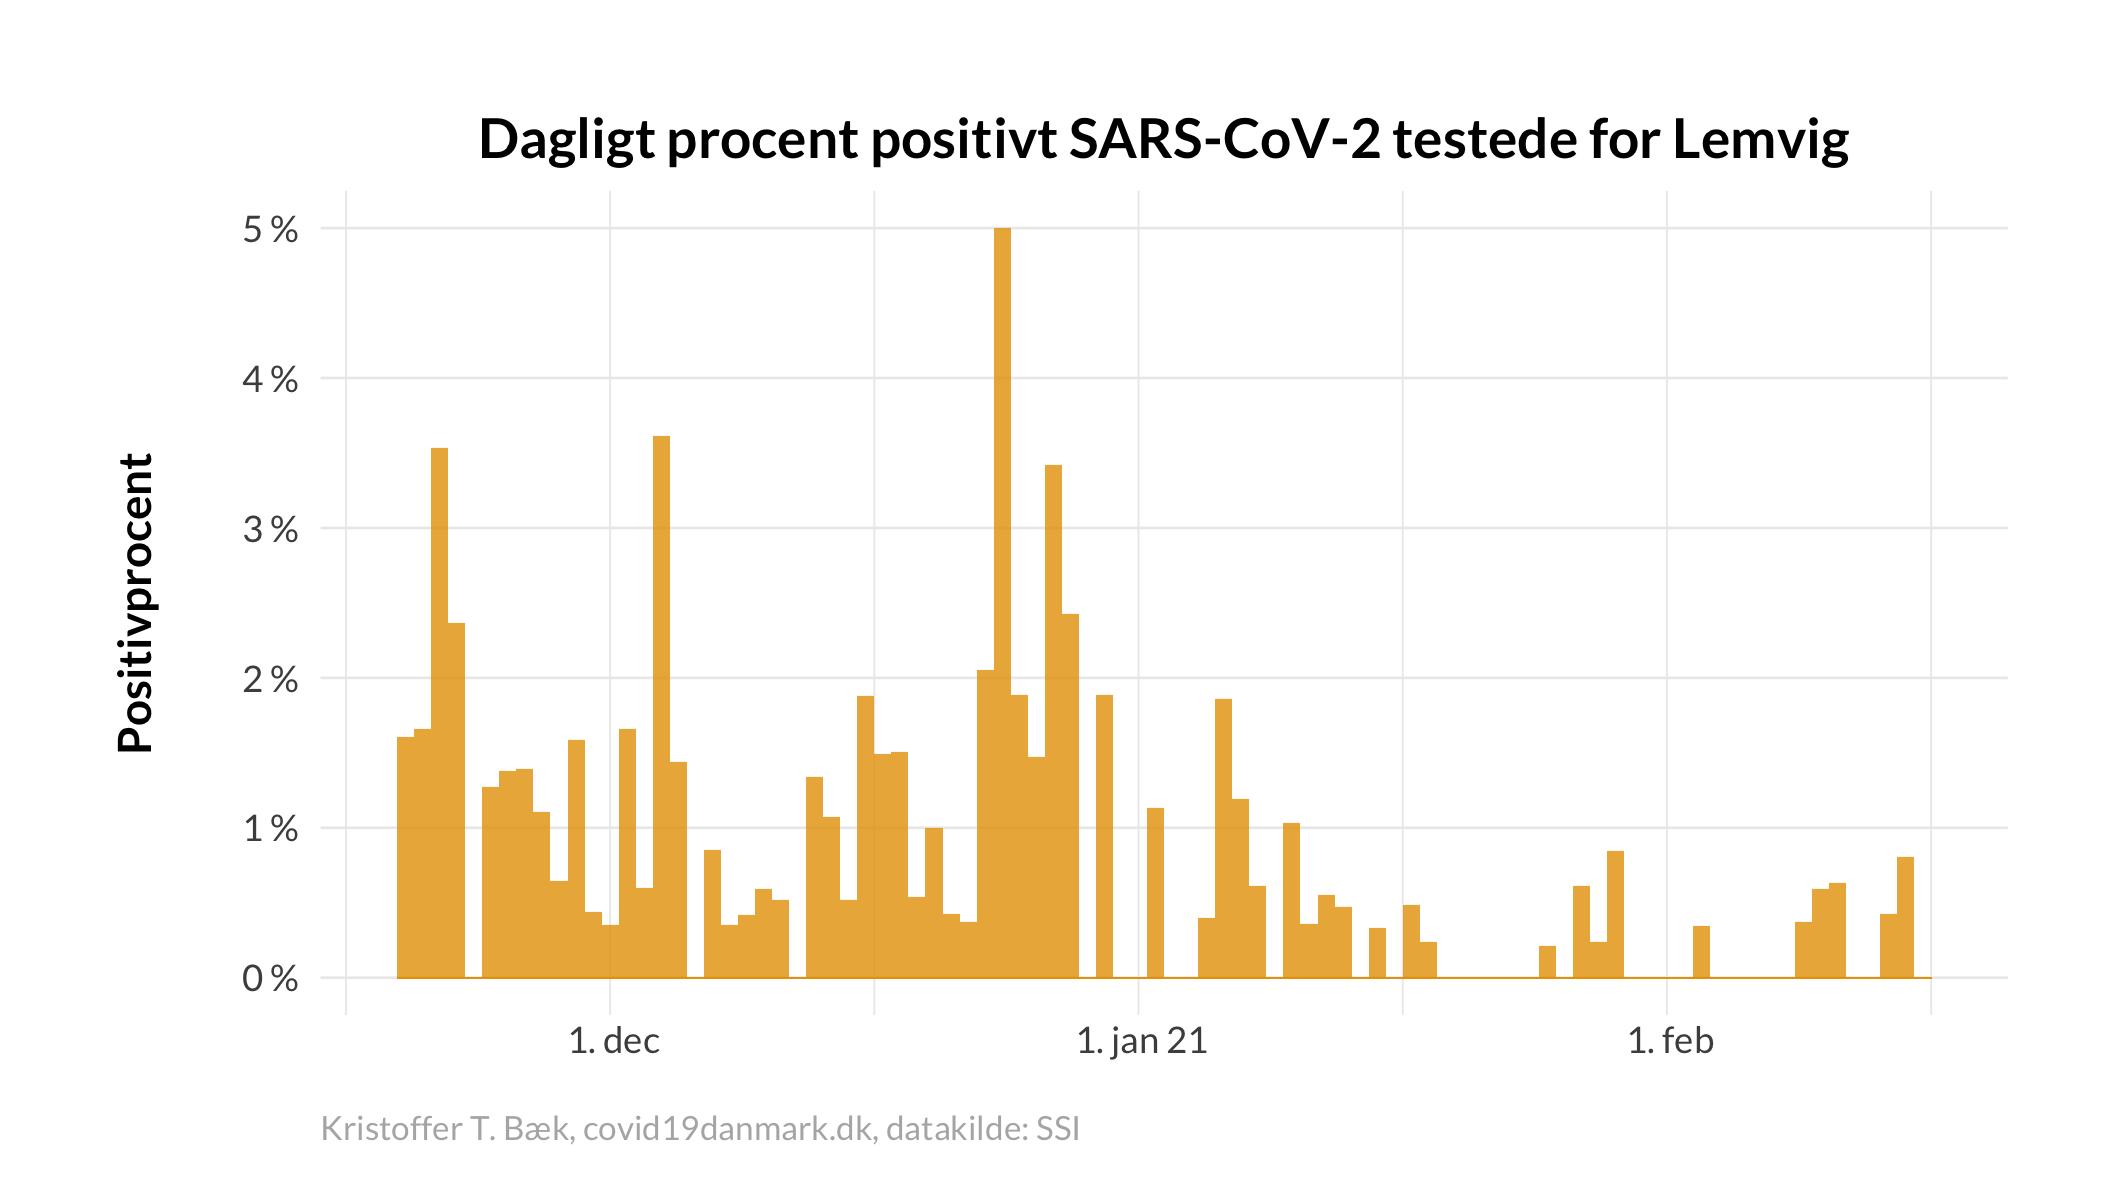 Dagligt procent positivt SARS-CoV-2 testede for Lemvig
Positivprocent
5 %
4 %
3 %
2 %
1 %
0 %
1. dec
1. jan 21
1. feb
Kristoffer T. Bæk, covid19danmark.dk, datakilde: SSI